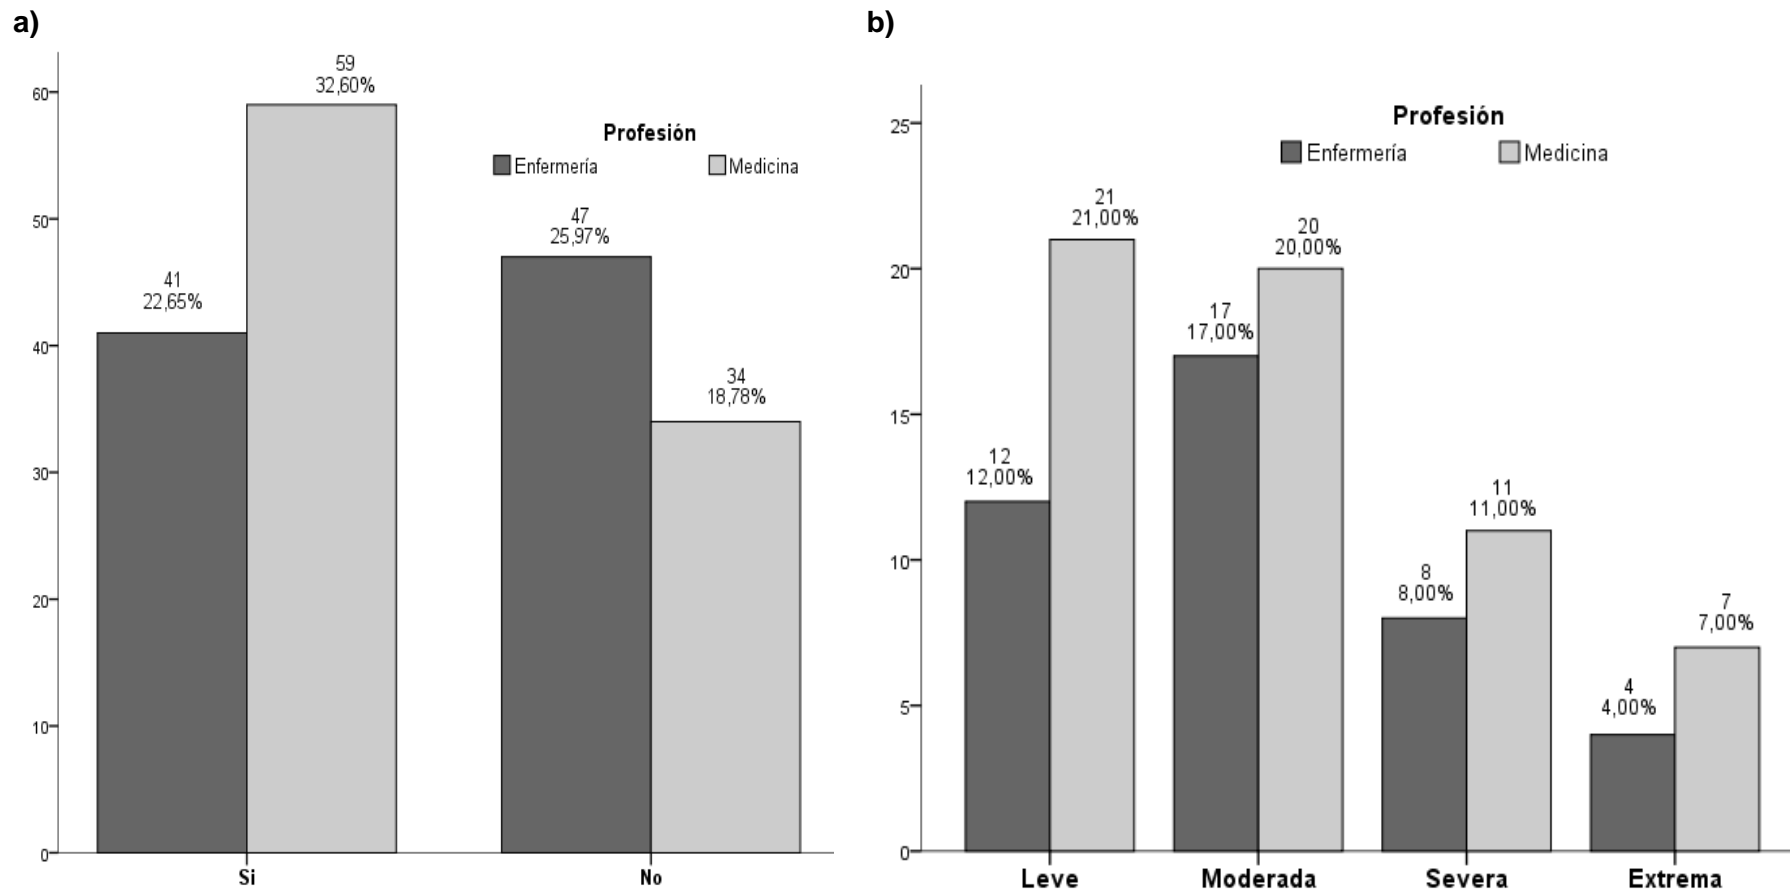 a)
59
32,60%
60
Profesión
Enfermería
Medicina
50
47
25,97%
41
22,65%
40
34
18,78%
30
20
10
0
Si
No
b)
25
Profesión
Enfermería
Medicina
21
21,00%
20
20,00%
20
17
17,00%
15
12
12,00%
11
11,00%
10
8
8,00%
7
7,00%
5
4
4,00%
0
Leve
Moderada
Severa
Extrema